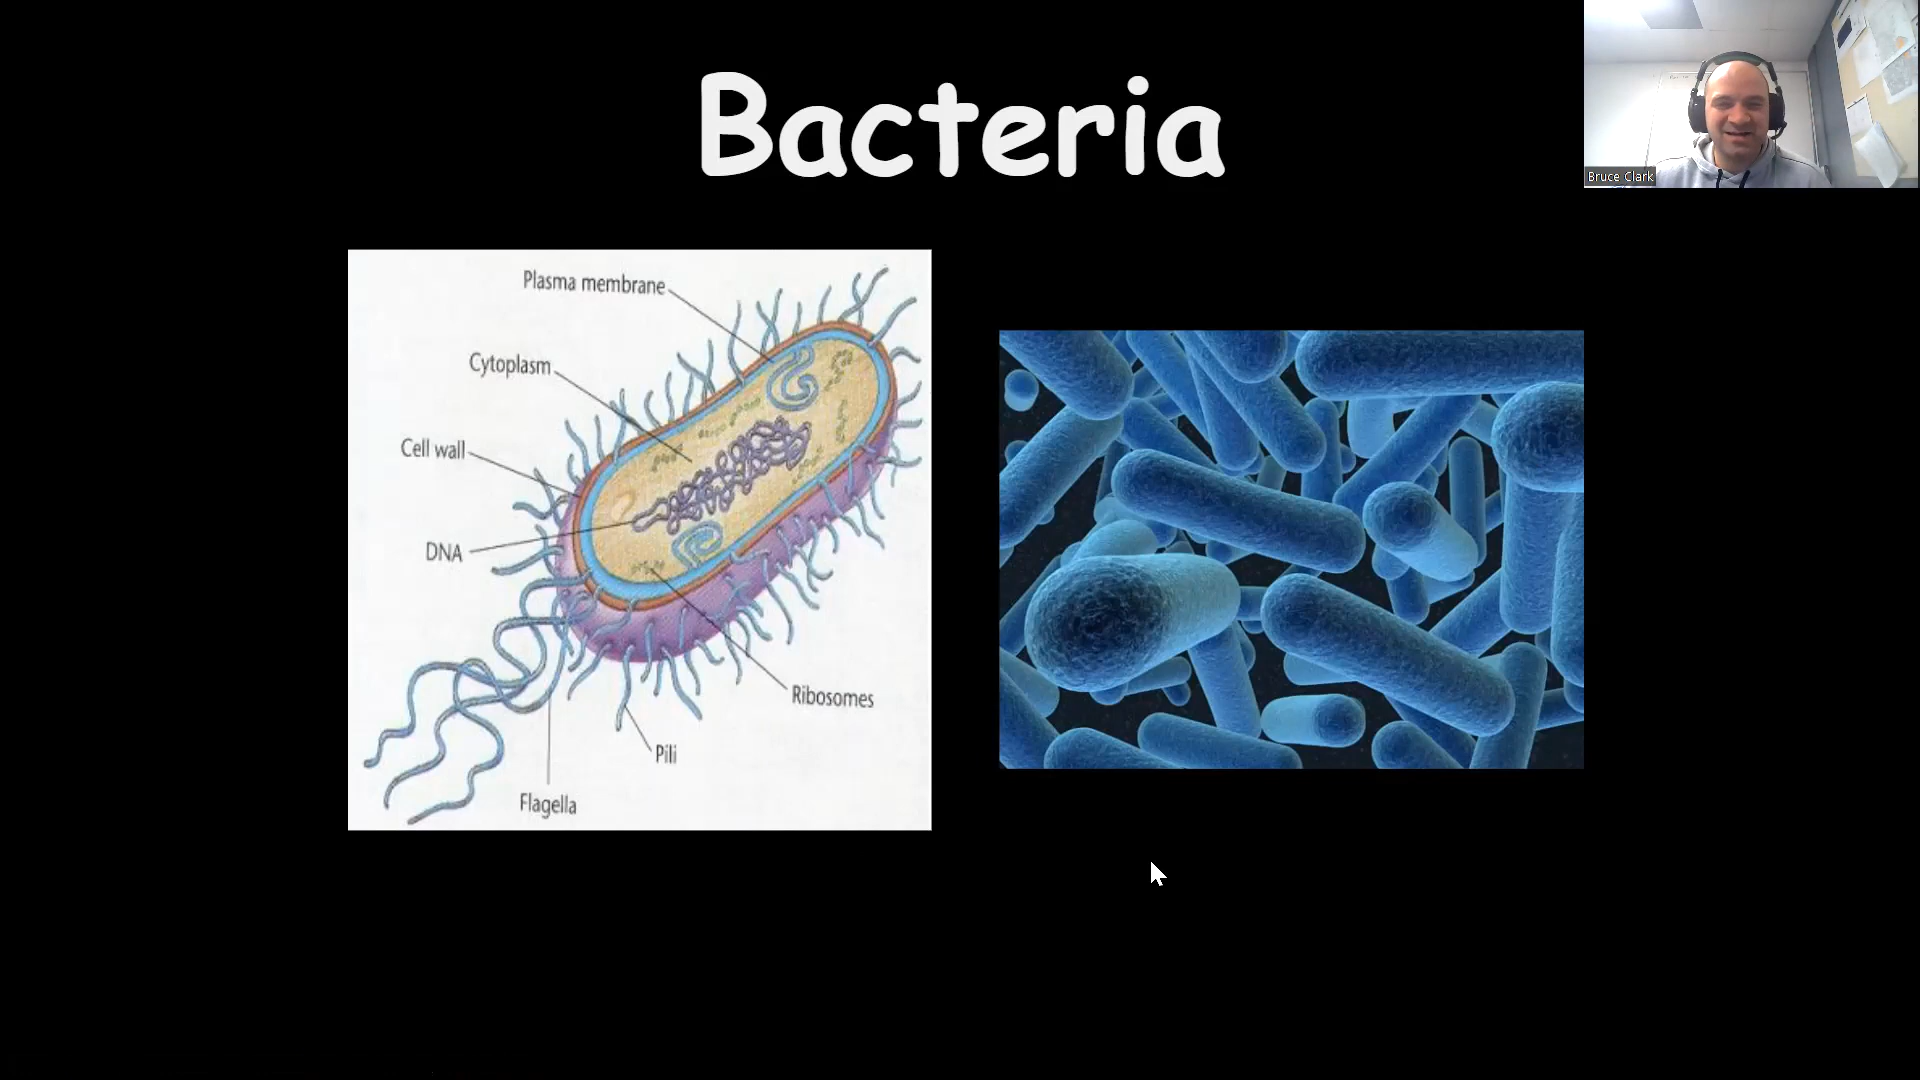 Bacteria
Bruce Clark
Plasma membrane
Cytoplasm
Cell wall
DNA
Ribosomes
Pili
Flagella